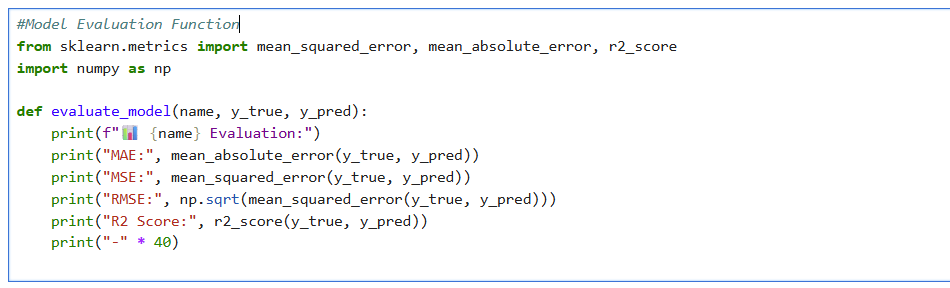 #Model Evaluation Function
from sklearn.metrics import mean_squared_error, mean_absolute_error, r2_score
import numpy as np
def evaluate_model(name, y_true, y_pred):
    print(f"📊 {name} Evaluation:")
    print("MAE:", mean_absolute_error(y_true, y_pred))
    print("MSE:", mean_squared_error(y_true, y_pred))
    print("RMSE:", np.sqrt(mean_squared_error(y_true, y_pred)))
    print("R2 Score:", r2_score(y_true, y_pred))
    print("-" * 40)